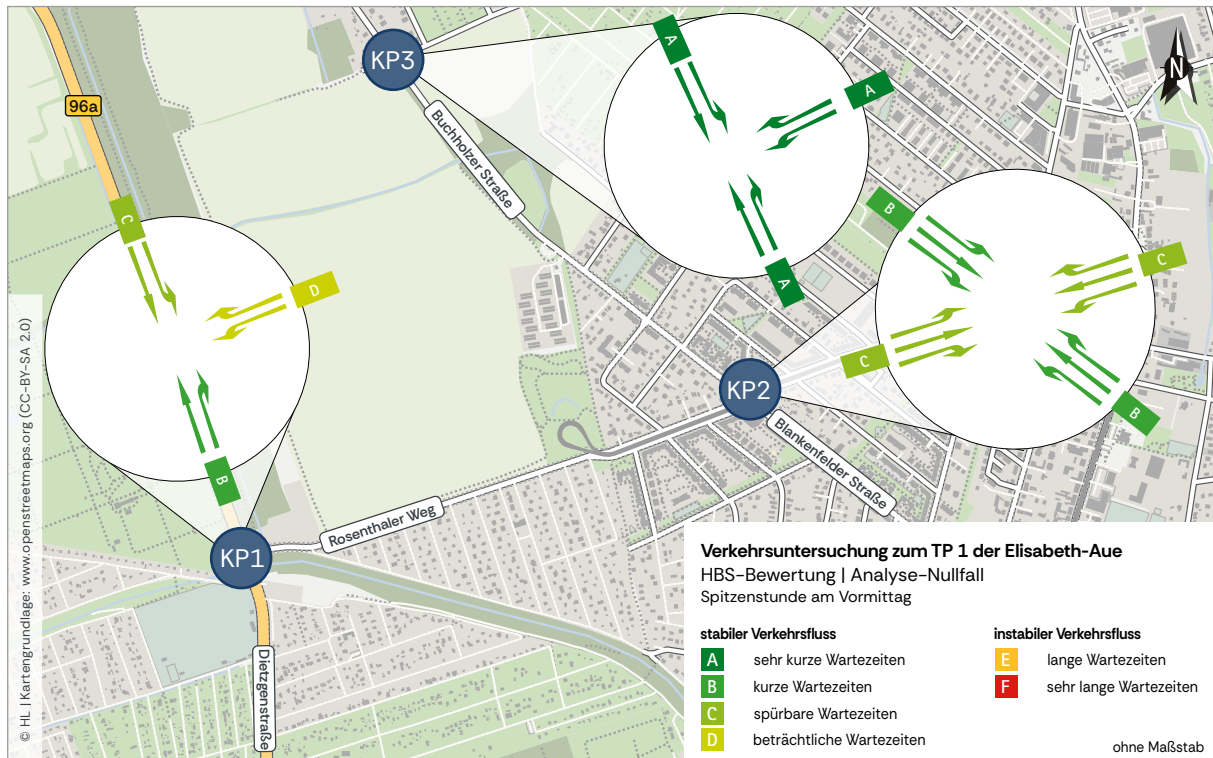 KP3
A
A
N
96a
Buchholzer Straße
C
B
D
A
C
C
KP2
B
Blankenfelder Straße
B
Rosenthaler Weg
KP1
Dietzgenstraße
© HL | Kartengrundlage: www.openstreetmaps.org (CC-BY-SA 2.0)
Verkehrsuntersuchung zum TP 1 der Elisabeth-Aue
HBS-Bewertung | Analyse-Nullfall
Spitzenstunde am Vormittag
stabiler Verkehrsfluss
A sehr kurze Wartezeiten
B kurze Wartezeiten
C spürbare Wartezeiten
D beträchtliche Wartezeiten
instabiler Verkehrsfluss
E lange Wartezeiten
F sehr lange Wartezeiten
ohne Maßstab